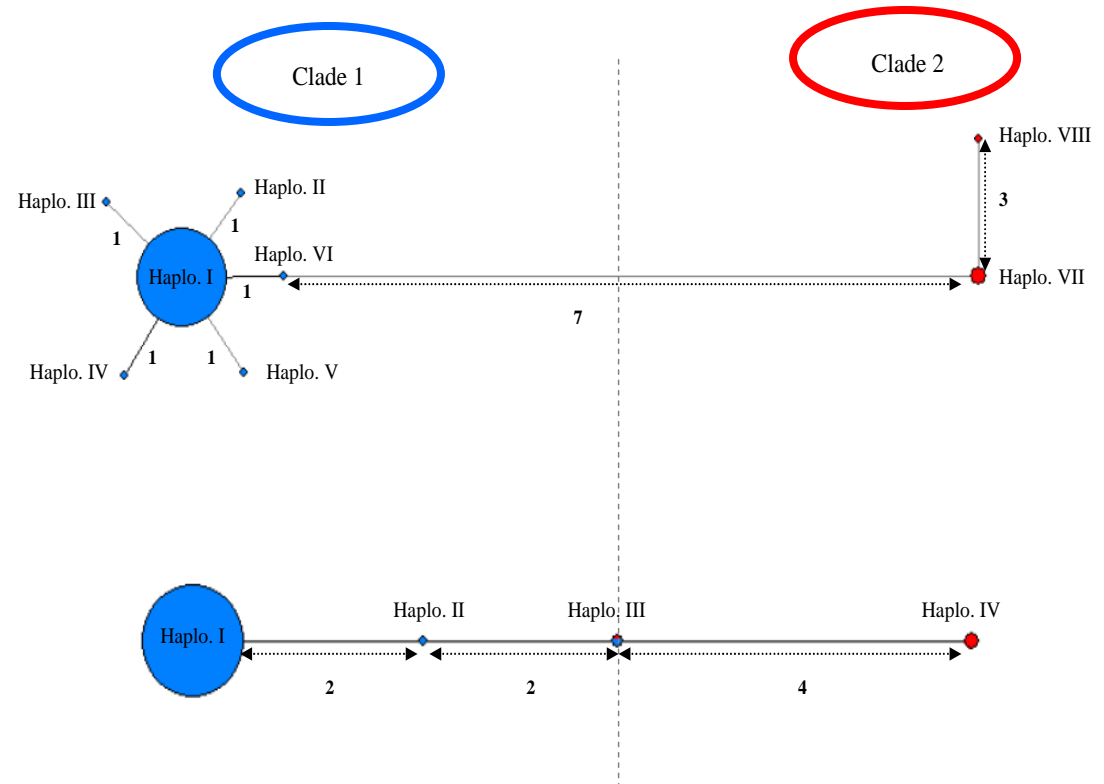 Clade 1
Clade 2
Haplo. VIII
Haplo. III
Haplo. II
3
1
1
Haplo. VI
Haplo. I
Haplo. VII
1
7
1
1
Haplo. IV
Haplo. V
Haplo. II
Haplo. III
Haplo. IV
Haplo. I
2
2
4